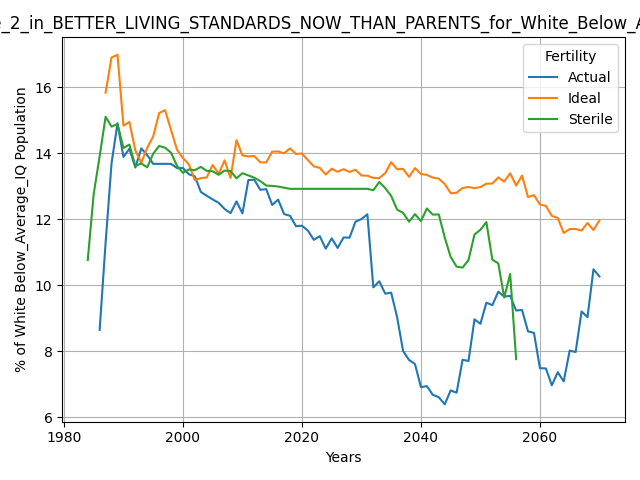 _2_in_BETTER_LIVING_STANDARDS_NOW_THAN_PARENTS_for_White_Below_A
Fertility
Actual
Ideal
Sterile
% of White Below_Average_IQ Population
16
14
12
10
8
6
1980
2000
2020
2040
2060
Years